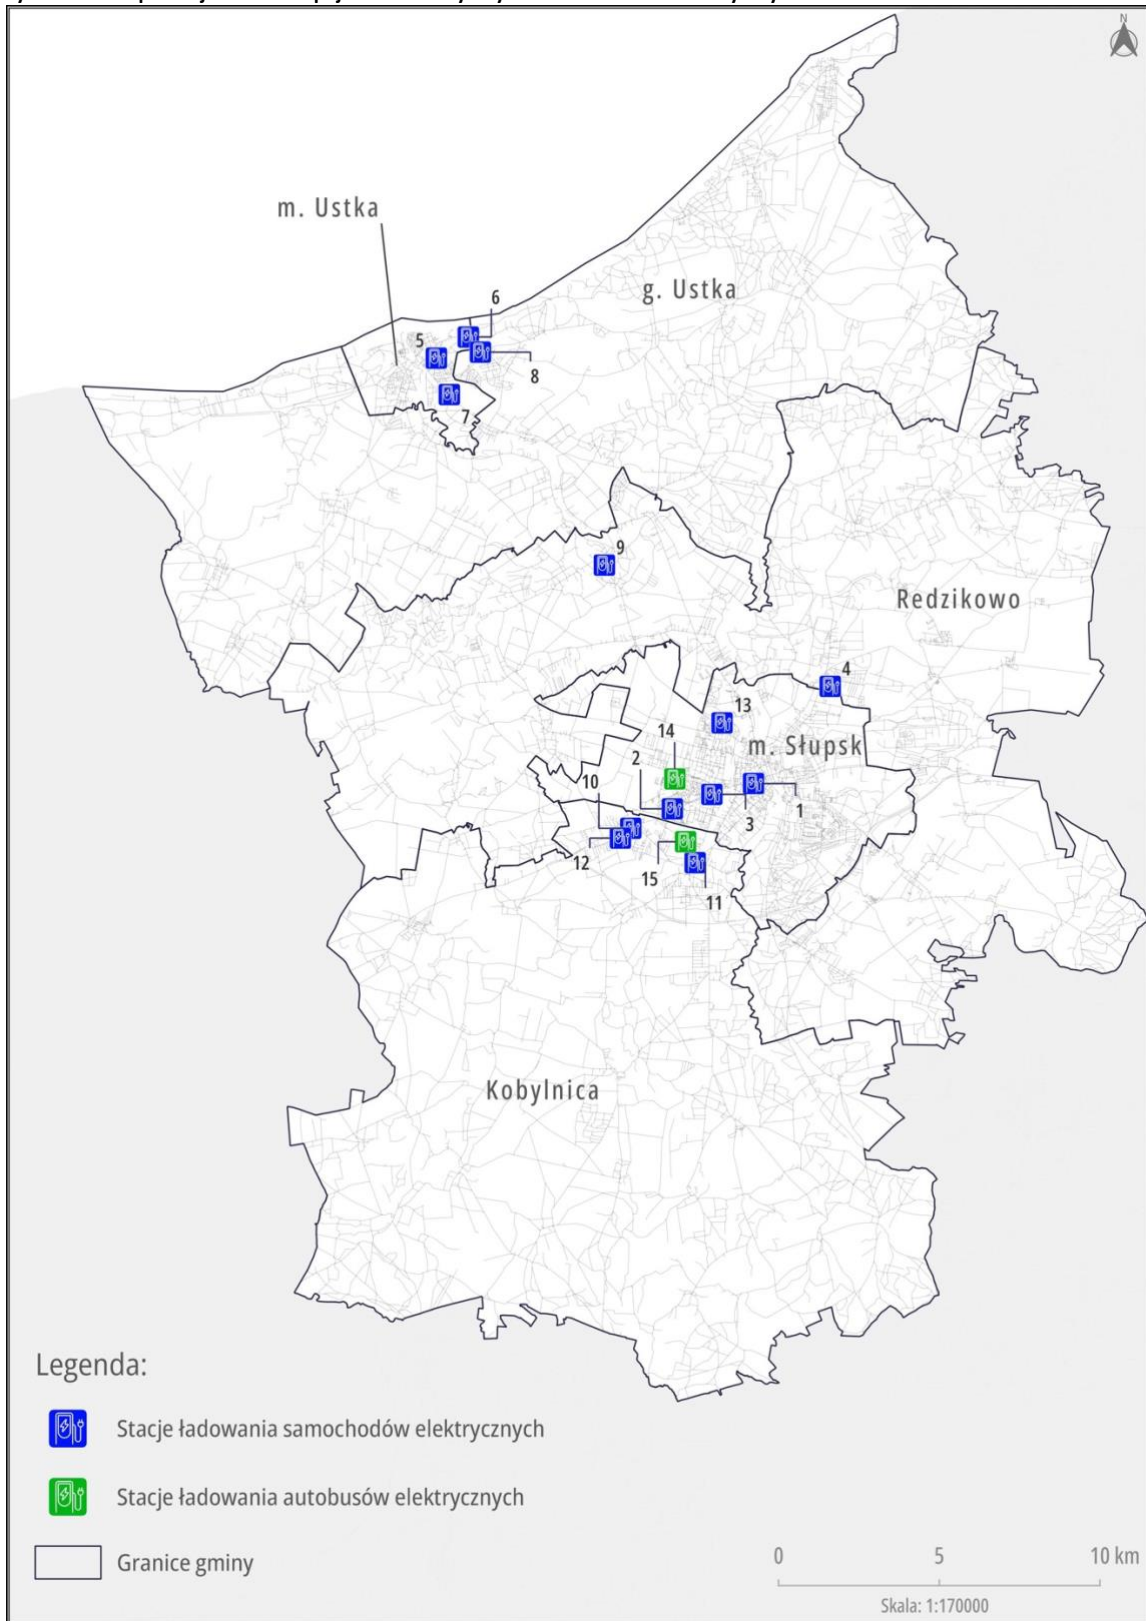 N
m. Ustka
g. Ustka
6
5
8
7
9
Redzikowo
4
13
14
m. Słupsk
2
10
1
3
12
15
11
Kobylnica
Legenda:
Stacje ładowania samochodów elektrycznych
Stacje ładowania autobusów elektrycznych
Granice gminy
0 5 10 km
Skala: 1:170000